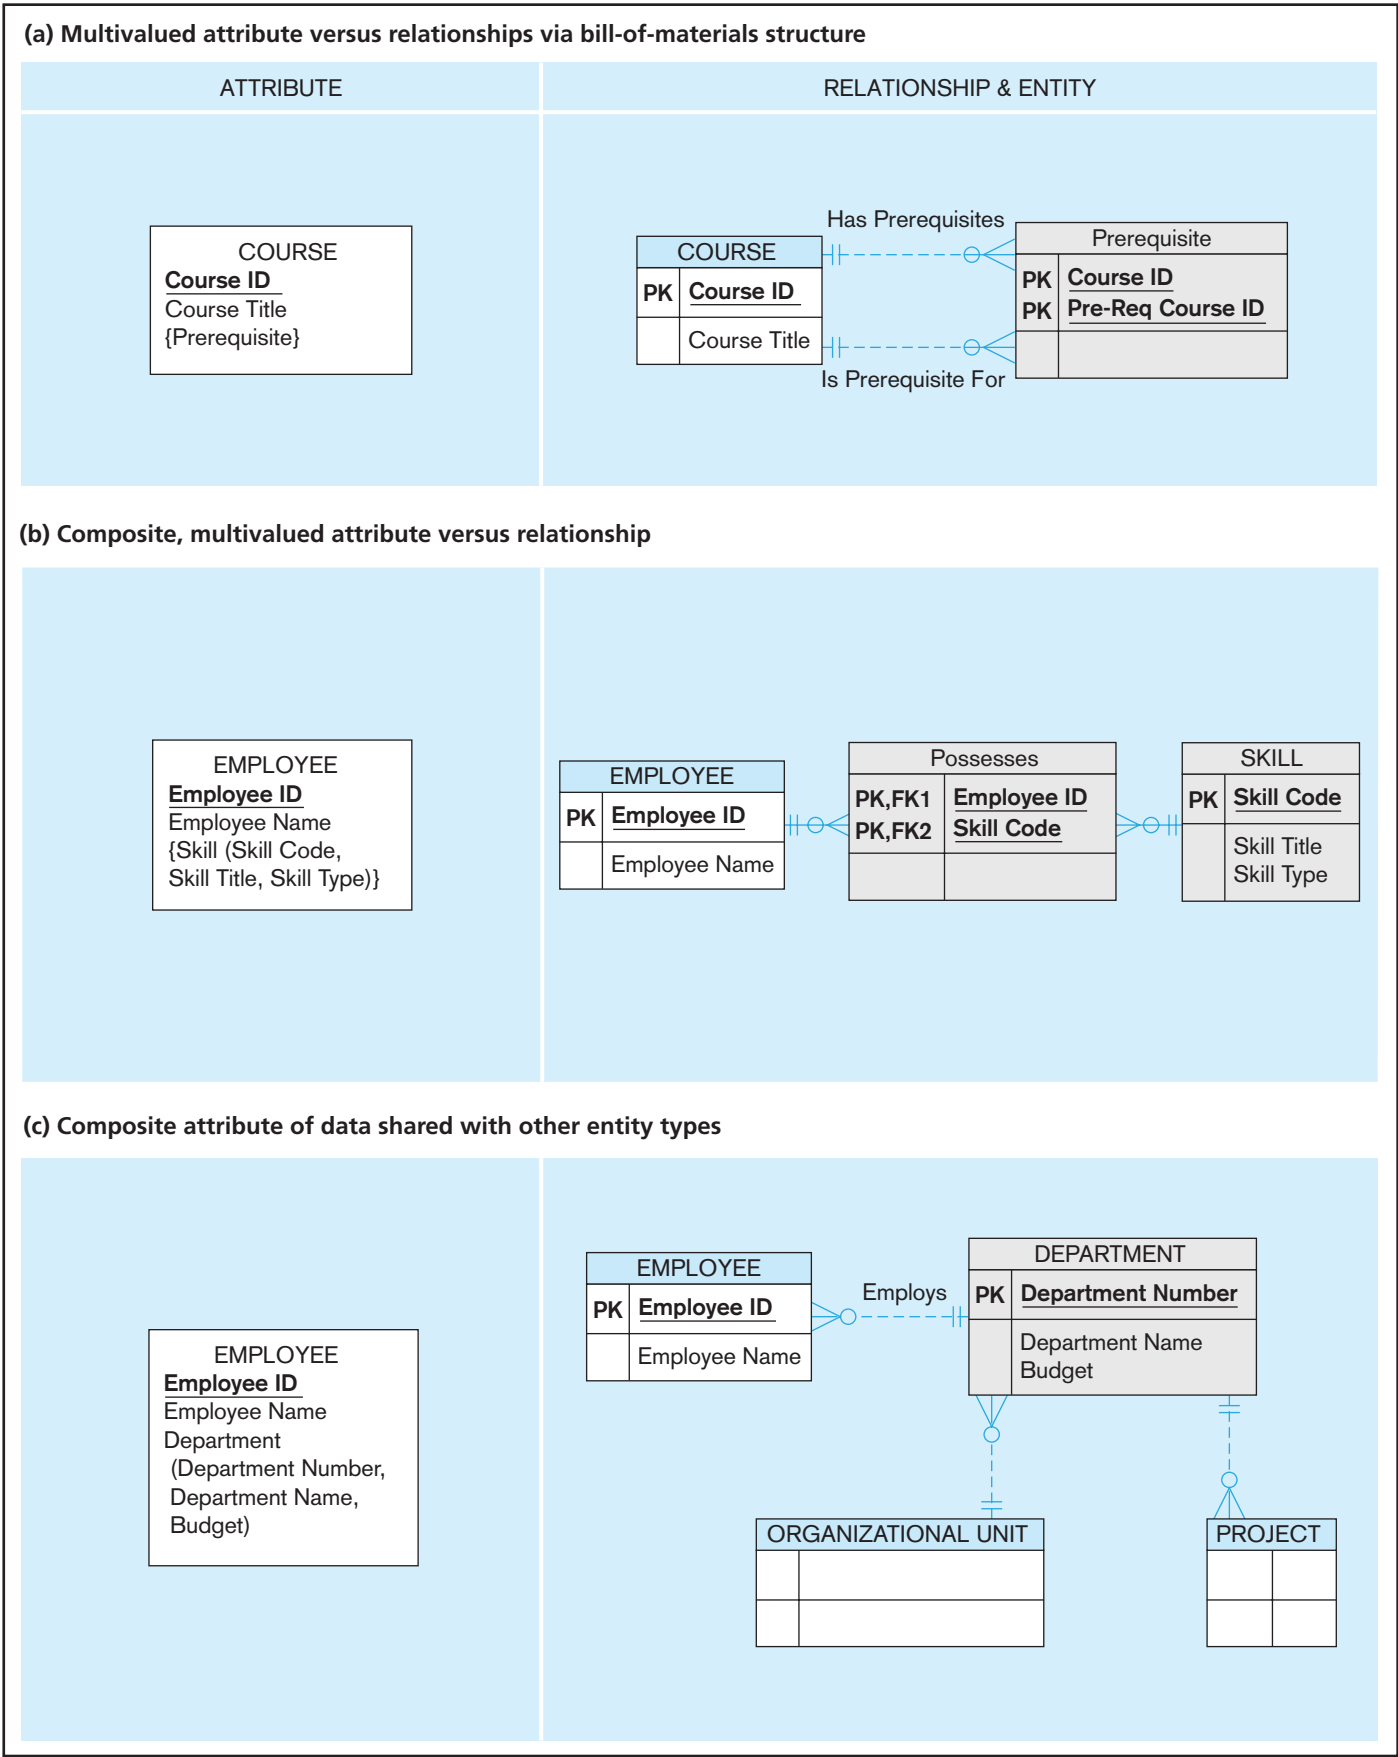 (a) Multivalued attribute versus relationships via bill-of-materials structure
ATTRIBUTE
RELATIONSHIP & ENTITY
COURSE
Course ID
Course Title
{Prerequisite}
COURSE
PK Course ID
Course Title
Has Prerequisites
Is Prerequisite For
Prerequisite
PK Course ID
PK Pre-Req Course ID
(b) Composite, multivalued attribute versus relationship
EMPLOYEE
Employee ID
Employee Name
{Skill (Skill Code,
Skill Title, Skill Type)}
EMPLOYEE
PK Employee ID
Employee Name
Possesses
PK,FK1 Employee ID
PK,FK2 Skill Code
SKILL
PK Skill Code
Skill Title
Skill Type
(c) Composite attribute of data shared with other entity types
EMPLOYEE
Employee ID
Employee Name
Department
(Department Number,
Department Name,
Budget)
EMPLOYEE
PK Employee ID
Employee Name
Employs
DEPARTMENT
PK Department Number
Department Name
Budget
ORGANIZATIONAL UNIT
PROJECT